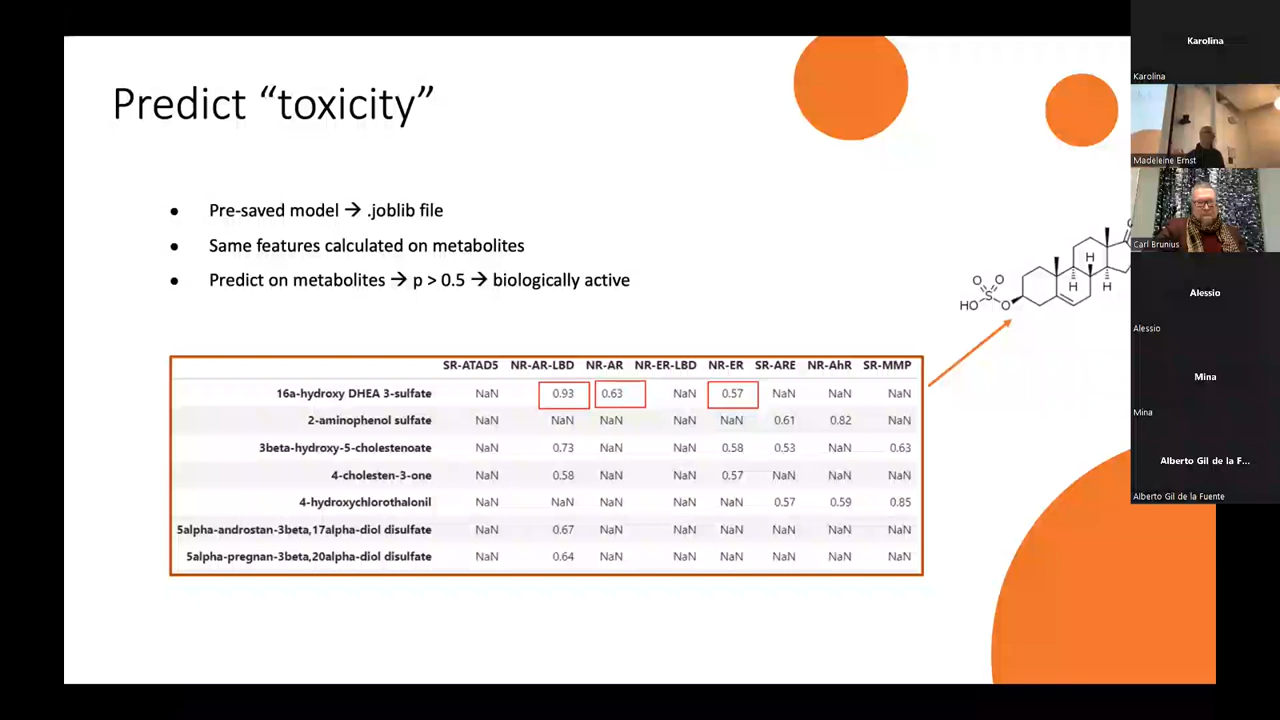 Predict “toxicity”
● Pre-saved model → .joblib file
● Same features calculated on metabolites
● Predict on metabolites → p > 0.5 → biologically active
SR-ATAD5 NR-AR-LBD NR-AR NR-ER-LBD NR-ER SR-ARE NR-AhR SR-MMP
16a-hydroxy DHEA 3-sulfate NaN 0.93 0.63 NaN 0.57 NaN NaN NaN
2-aminophenol sulfate NaN NaN NaN NaN NaN 0.61 0.82 NaN
3beta-hydroxy-5-cholestenoate NaN 0.73 NaN NaN 0.58 0.53 NaN 0.63
4-cholesten-3-one NaN 0.58 NaN NaN 0.57 NaN NaN NaN
4-hydroxychlorothalonil NaN NaN NaN NaN NaN 0.57 0.59 0.85
5alpha-androstan-3beta,17alpha-diol disulfate NaN 0.67 NaN NaN NaN NaN NaN NaN
5alpha-pregnan-3beta,20alpha-diol disulfate NaN 0.64 NaN NaN NaN NaN NaN NaN
O O
S
HO O
H
H H
Karolina
Karolina
Madeleine Ernst
Carl Brunius
Alessio
Alessio
Mina
Mina
Alberto Gil de la F...
Alberto Gil de la Fuente